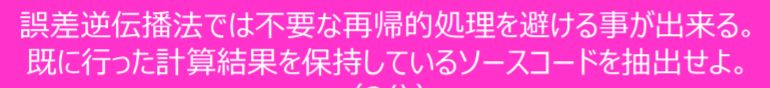 誤差逆伝播法では不要な再帰的処理を避ける事が出来る。
既に行った計算結果を保持しているソースコードを抽出せよ。